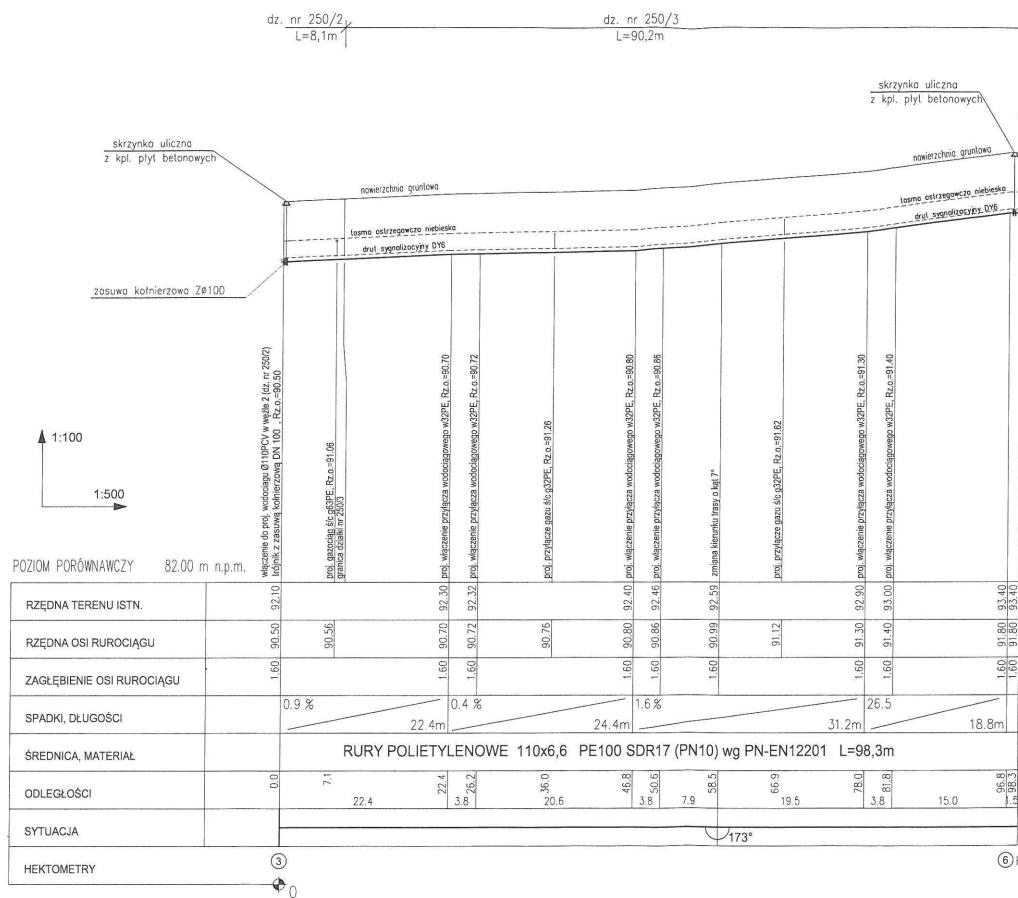 dz. nr 250/2
L=8,1m
dz. nr 250/3
L=90,2m
skrzynka uliczna
z kpl. płyt betonowych
skrzynka uliczna
z kpl. płyt betonowych
nawierzchnia gruntowa
nawierzchnia gruntowa
taśma ostrzegawcza niebieska
taśma ostrzegawcza niebieska
drut sygnalizacyjny DY6
drut sygnalizacyjny DY6
zasuwa kołnierzowa ZØ100
włączenie do proj. wodociągu Ø110PCV w węźle 2 (dz. nr 250/2)
trójnik z zasuwą kołnierzową DN 100 , Rz.o.=90.50
proj. gazociąg śr/c g63PE, Rz.o.=91.06
granica działki nr 250/3
proj. włączenie przyłącza wodociągowego w32PE, Rz.o.=90.70
proj. włączenie przyłącza wodociągowego w32PE, Rz.o.=90.72
proj. przyłącze gazu śr/c g32PE, Rz.o.=91.26
proj. włączenie przyłącza wodociągowego w32PE, Rz.o.=90.80
proj. włączenie przyłącza wodociągowego w32PE, Rz.o.=90.86
zmiana kierunku trasy o kąt 7°
proj. przyłącze gazu śr/c g32PE, Rz.o.=91.62
proj. włączenie przyłącza wodociągowego w32PE, Rz.o.=91.30
proj. włączenie przyłącza wodociągowego w32PE, Rz.o.=91.40
1:100
1:500
POZIOM PORÓWNAWCZY 82.00 m n.p.m.
RZĘDNA TERENU ISTN. 92.10 92.30 92.32 92.40 92.46 92.59 92.90 93.00 93.40 93.40
RZĘDNA OSI RUROCIĄGU 90.50 90.56 90.70 90.72 90.76 90.80 90.86 90.99 91.12 91.30 91.40 91.80 91.80
ZAGŁĘBIENIE OSI RUROCIĄGU 1.60 1.60 1.60 1.60 1.60 1.60 1.60 1.60 1.60 1.60
SPADKI, DŁUGOŚCI 0.9 % 22.4m 0.4 % 24.4m 1.6 % 31.2m 26.5 18.8m
ŚREDNICA, MATERIAŁ RURY POLIETYLENOWE 110x6,6 PE100 SDR17 (PN10) wg PN-EN12201 L=98,3m
ODLEGŁOŚCI 0.0 7.1 22.4 26.2 36.0 46.8 50.6 58.5 66.9 78.0 81.8 96.8 98.3
22.4 3.8 20.6 3.8 7.9 19.5 3.8 15.0 1.5
SYTUACJA 173°
HEKTOMETRY 3 6
0